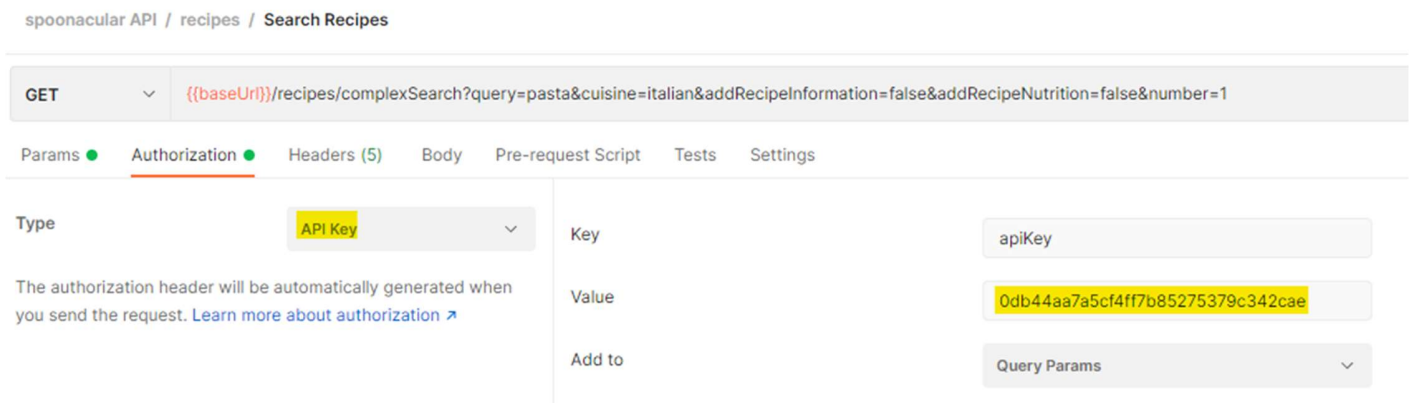 spoonacular API / recipes / Search Recipes
GET {{baseUrl}}/recipes/complexSearch?query=pasta&cuisine=italian&addRecipeInformation=false&addRecipeNutrition=false&number=1
Params Authorization Headers (5) Body Pre-request Script Tests Settings
Type API Key
The authorization header will be automatically generated when
you send the request. Learn more about authorization ↗
Key apiKey
Value 0db44aa7a5cf4ff7b85275379c342cae
Add to Query Params